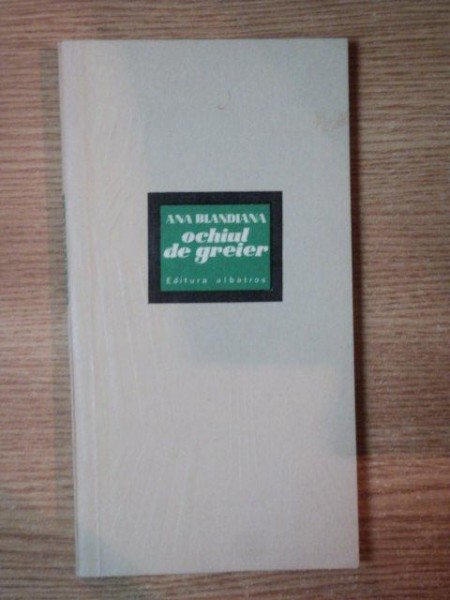 ANA BLANDIANA
ochiul
de greier
Editura albatros